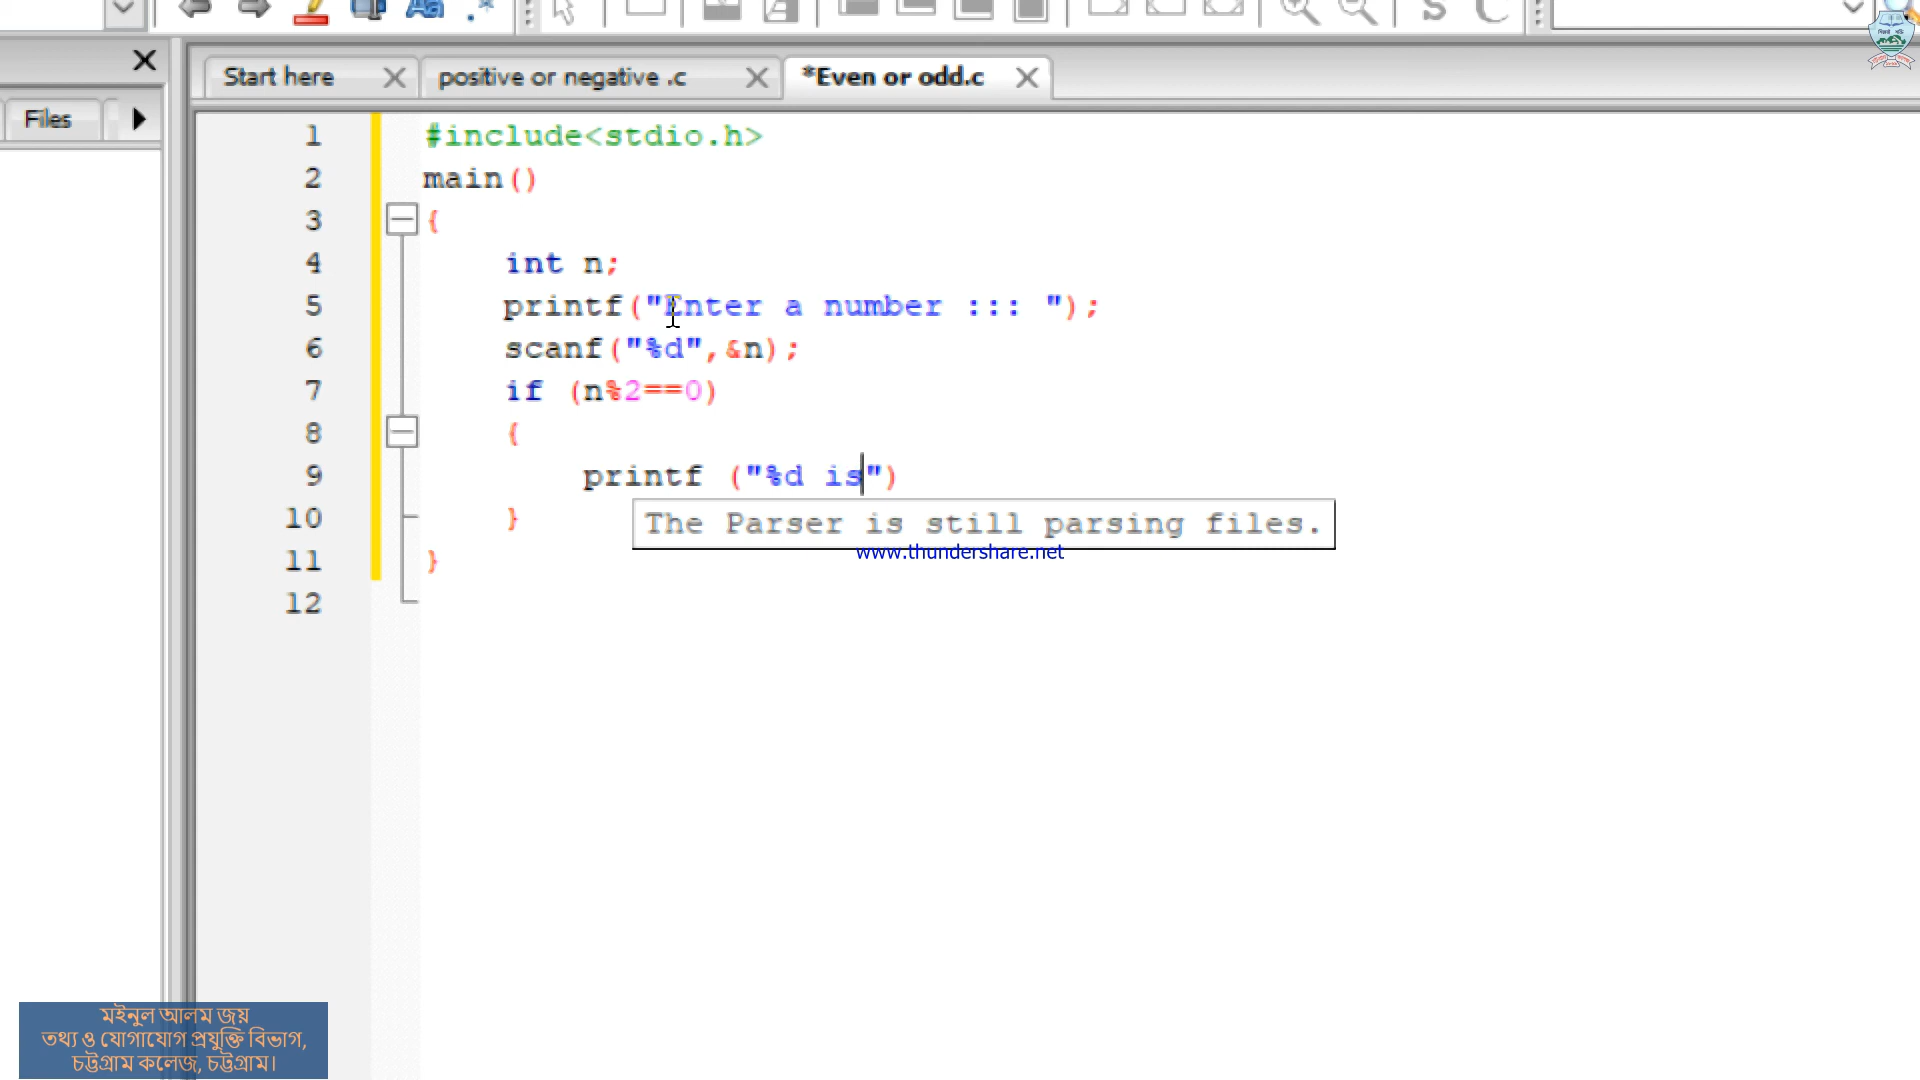 Start here
positive or negative .c
*Even or odd.c
Files
1 #include<stdio.h>
2 main()
3 {
4 int n;
5 printf("Enter a number ::: ");
6 scanf("%d",&n);
7 if (n%2==0)
8 {
9 printf ("%d is")
10 }
The Parser is still parsing files.
www.thundershare.net
11 }
12
মইনুল আলম জয়
তথ্য ও যোগাযোগ প্রযুক্তি বিভাগ,
চট্টগ্রাম কলেজ, চট্টগ্রাম।